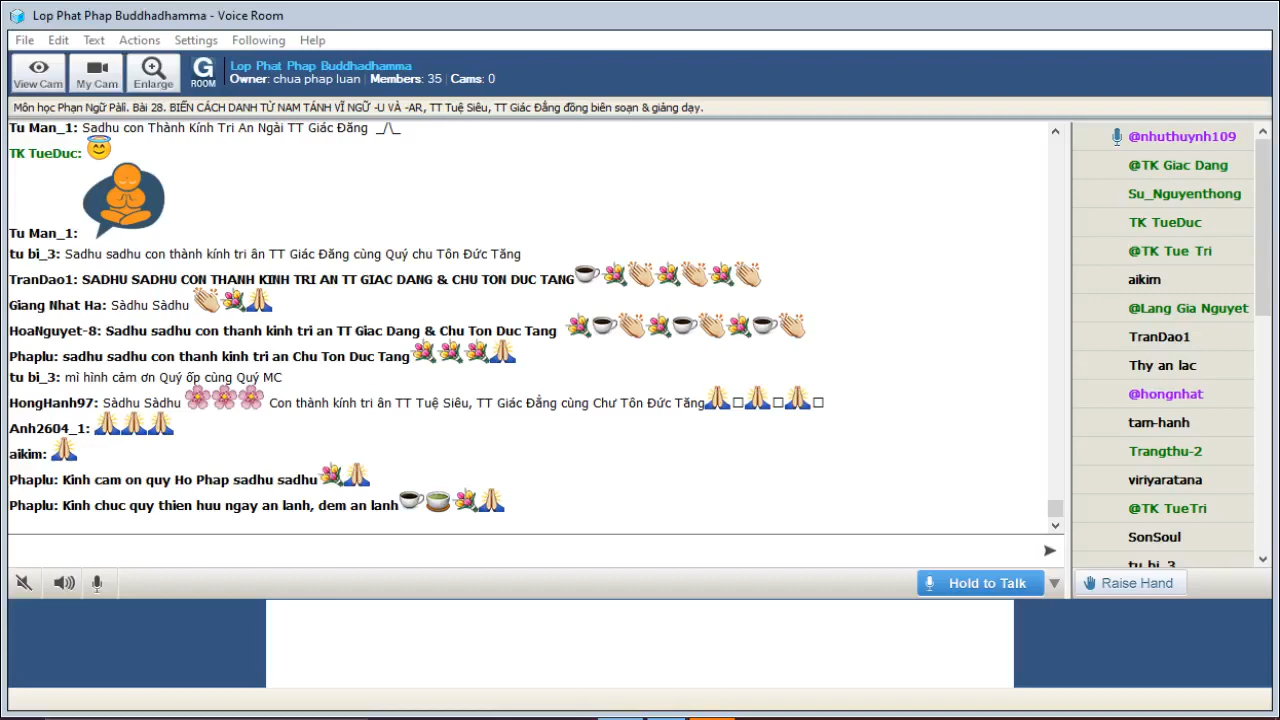 Lop Phat Phap Buddhadhamma - Voice Room
File Edit Text Actions Settings Following Help
View Cam My Cam Enlarge G ROOM
Lop Phat Phap Buddhadhamma
Owner: chua phap luan | Members: 35 | Cams: 0
Môn học Phạn Ngữ Pàli. Bài 28. BIẾN CÁCH DANH TỪ NAM TÁNH VĨ NGỮ -U VÀ -AR, TT Tuệ Siêu, TT Giác Đẳng đồng biên soạn & giảng dạy.
Tu Man_1: Sadhu con Thành Kính Tri An Ngài TT Giác Đăng _/\_
TK TueDuc:
Tu Man_1:
tu bi_3: Sadhu sadhu con thành kính tri ân TT Giác Đăng cùng Quý chu Tôn Đức Tăng
TranDao1: SADHU SADHU CON THANH KINH TRI AN TT GIAC DANG & CHU TON DUC TANG
Giang Nhat Ha: Sàdhu Sàdhu
HoaNguyet-8: Sadhu sadhu con thanh kinh tri an TT Giac Dang & Chu Ton Duc Tang
Phaplu: sadhu sadhu con thanh kinh tri an Chu Ton Duc Tang
tu bi_3: mì hình cảm ơn Quý ốp cùng Quý MC
HongHanh97: Sàdhu Sàdhu Con thành kính tri ân TT Tuệ Siêu, TT Giác Đẳng cùng Chư Tôn Đức Tăng
Anh2604_1:
aikim:
Phaplu: Kinh cam on quy Ho Phap sadhu sadhu
Phaplu: Kinh chuc quy thien huu ngay an lanh, dem an lanh
@nhuthuynh109
@TK Giac Dang
Su_Nguyenthong
TK TueDuc
@TK Tue Tri
aikim
@Lang Gia Nguyet
TranDao1
Thy an lac
@hongnhat
tam-hanh
Trangthu-2
viriyaratana
@TK TueTri
SonSoul
tu bi_3
Hold to Talk
Raise Hand